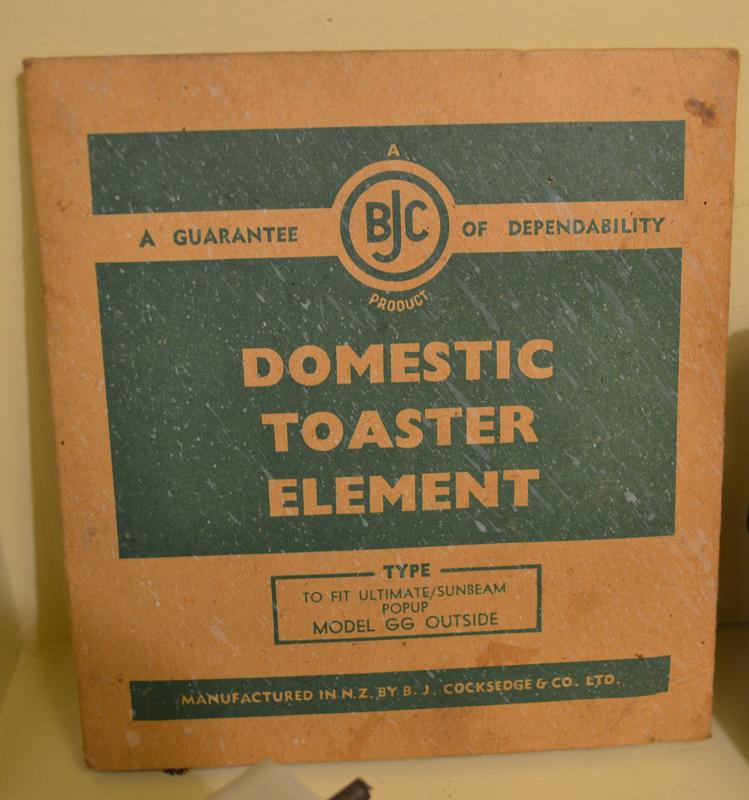 A
BJC
A GUARANTEE OF DEPENDABILITY
PRODUCT
DOMESTIC
TOASTER
ELEMENT
TYPE
TO FIT ULTIMATE/SUNBEAM
POPUP
MODEL GG OUTSIDE
MANUFACTURED IN N.Z. BY B. J. COCKSEDGE & CO. LTD.